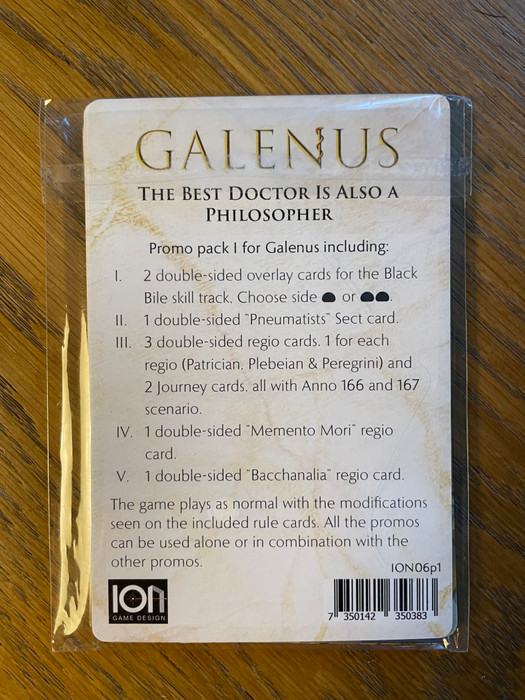 GALENUS
THE BEST DOCTOR IS ALSO A
PHILOSOPHER
Promo pack I for Galenus including:
I. 2 double-sided overlay cards for the Black
Bile skill track. Choose side or .
II. 1 double-sided "Pneumatists" Sect card.
III. 3 double-sided regio cards. 1 for each
regio (Patrician, Plebeian & Peregrini) and
2 Journey cards. all with Anno 166 and 167
scenario.
IV. 1 double-sided "Memento Mori" regio
card.
V. 1 double-sided "Bacchanalia" regio card.
The game plays as normal with the modifications
seen on the included rule cards. All the promos
can be used alone or in combination with the
other promos.
ION06p1
ION
GAME DESIGN
7 350142 350383